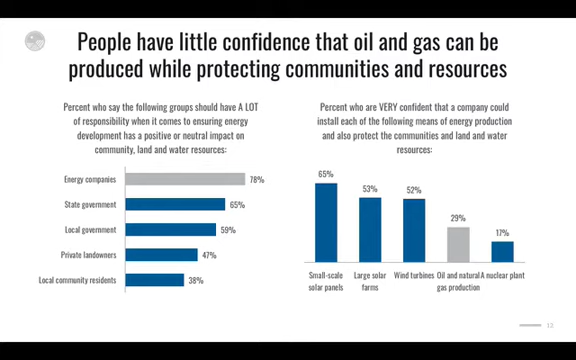 People have little confidence that oil and gas can be
produced while protecting communities and resources
Percent who say the following groups should have A LOT
of responsibility when it comes to ensuring energy
development has a positive or neutral impact on
community, land and water resources:
Energy companies 78%
State government 65%
Local government 59%
Private landowners 47%
Local community residents 38%
Percent who are VERY confident that a company could
install each of the following means of energy production
and also protect the communities and land and water
resources:
65%
53%
52%
29%
17%
Small-scale
solar panels
Large solar
farms
Wind turbines
Oil and natural
gas production
A nuclear plant
12